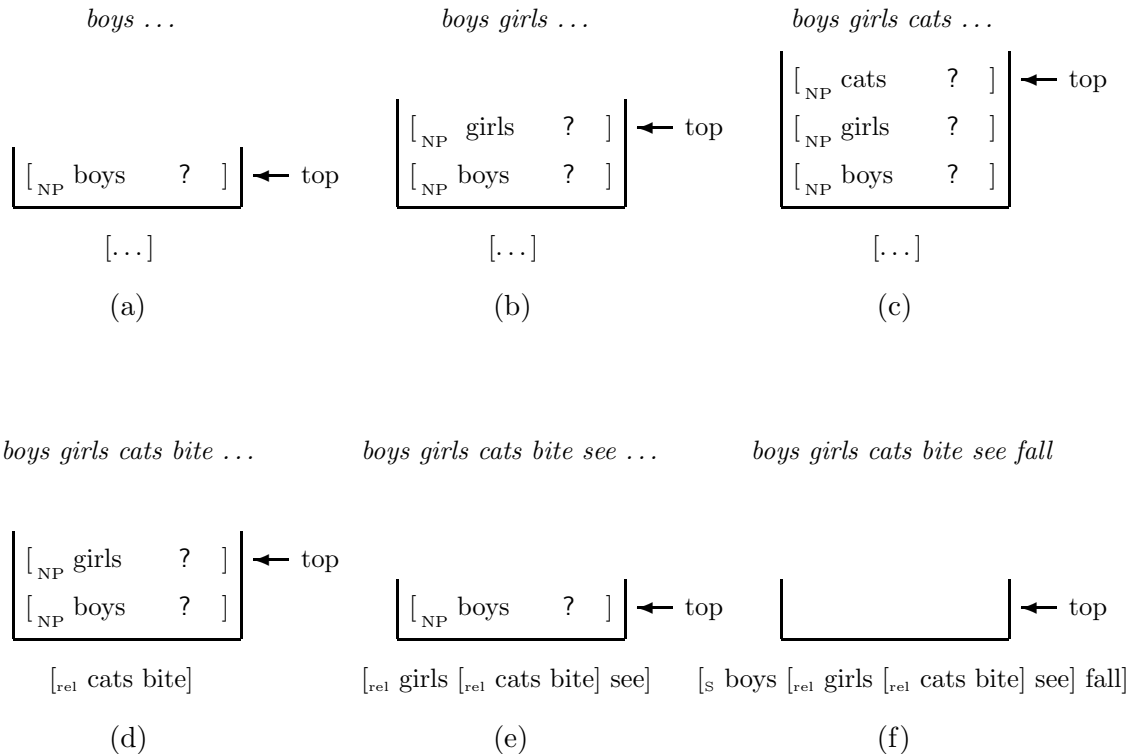 boys ...
[NP boys ? ] top
[...]
(a)
boys girls ...
[NP girls ? ] top
[NP boys ? ]
[...]
(b)
boys girls cats ...
[NP cats ? ] top
[NP girls ? ]
[NP boys ? ]
[...]
(c)
boys girls cats bite ...
[NP girls ? ] top
[NP boys ? ]
[rel cats bite]
(d)
boys girls cats bite see ...
[NP boys ? ] top
[rel girls [rel cats bite] see]
(e)
boys girls cats bite see fall
top
[S boys [rel girls [rel cats bite] see] fall]
(f)